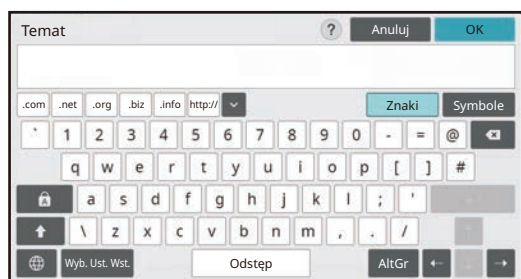 Temat ? Anuluj OK
.com .net .org .biz .info http:// Znaki Symbole
` 1 2 3 4 5 6 7 8 9 0 - = @
q w e r t y u i o p [ ] #
A a s d f g h j k l ; '
\ z x c v b n m , . /
Wyb. Ust. Wst. Odstęp AltGr